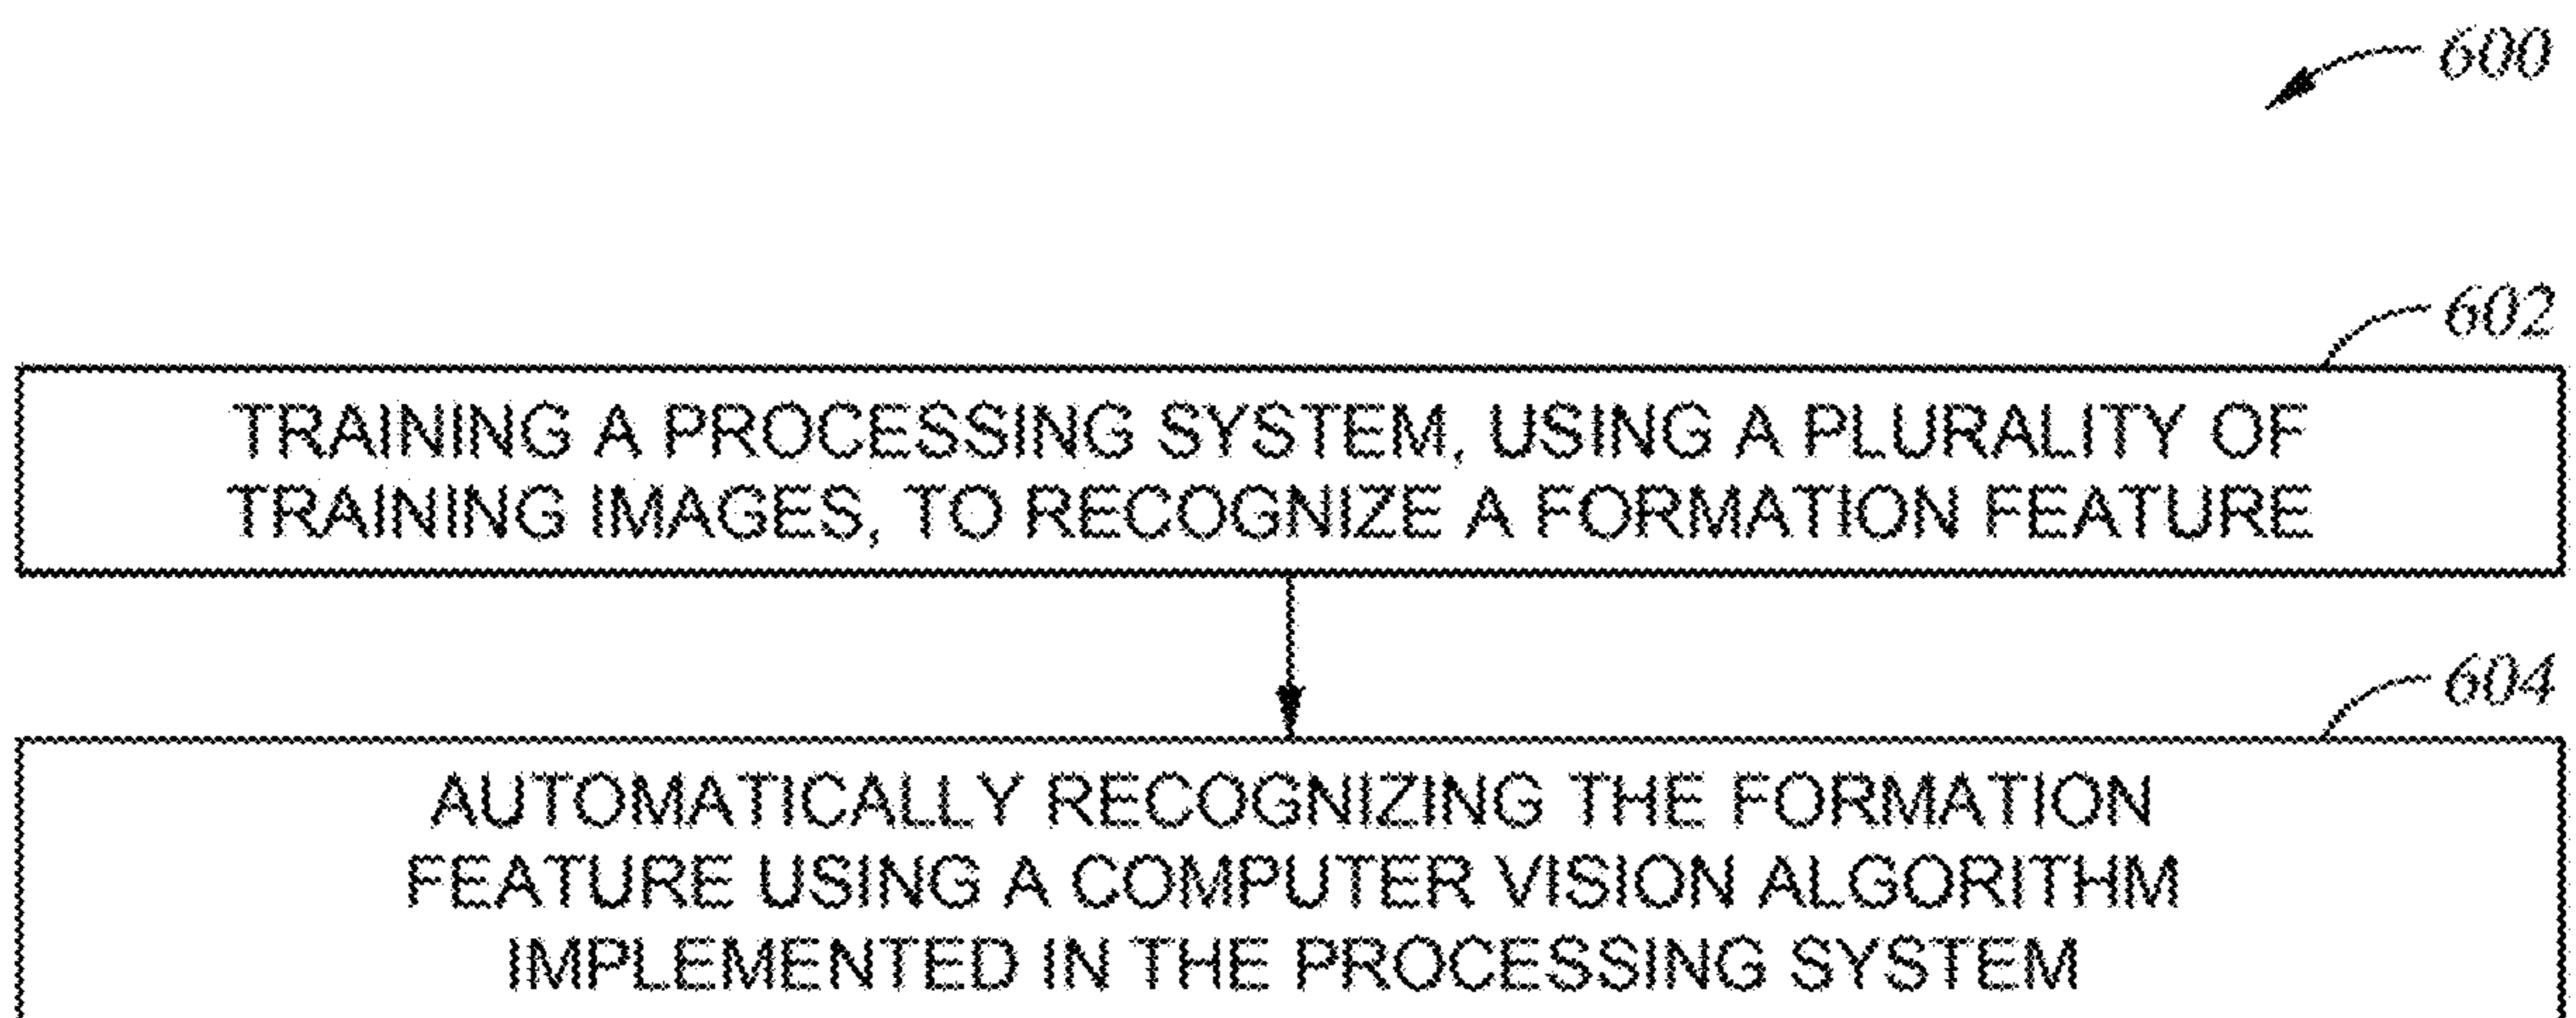 600
602
TRAINING A PROCESSING SYSTEM, USING A PLURALITY OF
TRAINING IMAGES, TO RECOGNIZE A FORMATION FEATURE
604
AUTOMATICALLY RECOGNIZING THE FORMATION
FEATURE USING A COMPUTER VISION ALGORITHM
IMPLEMENTED IN THE PROCESSING SYSTEM